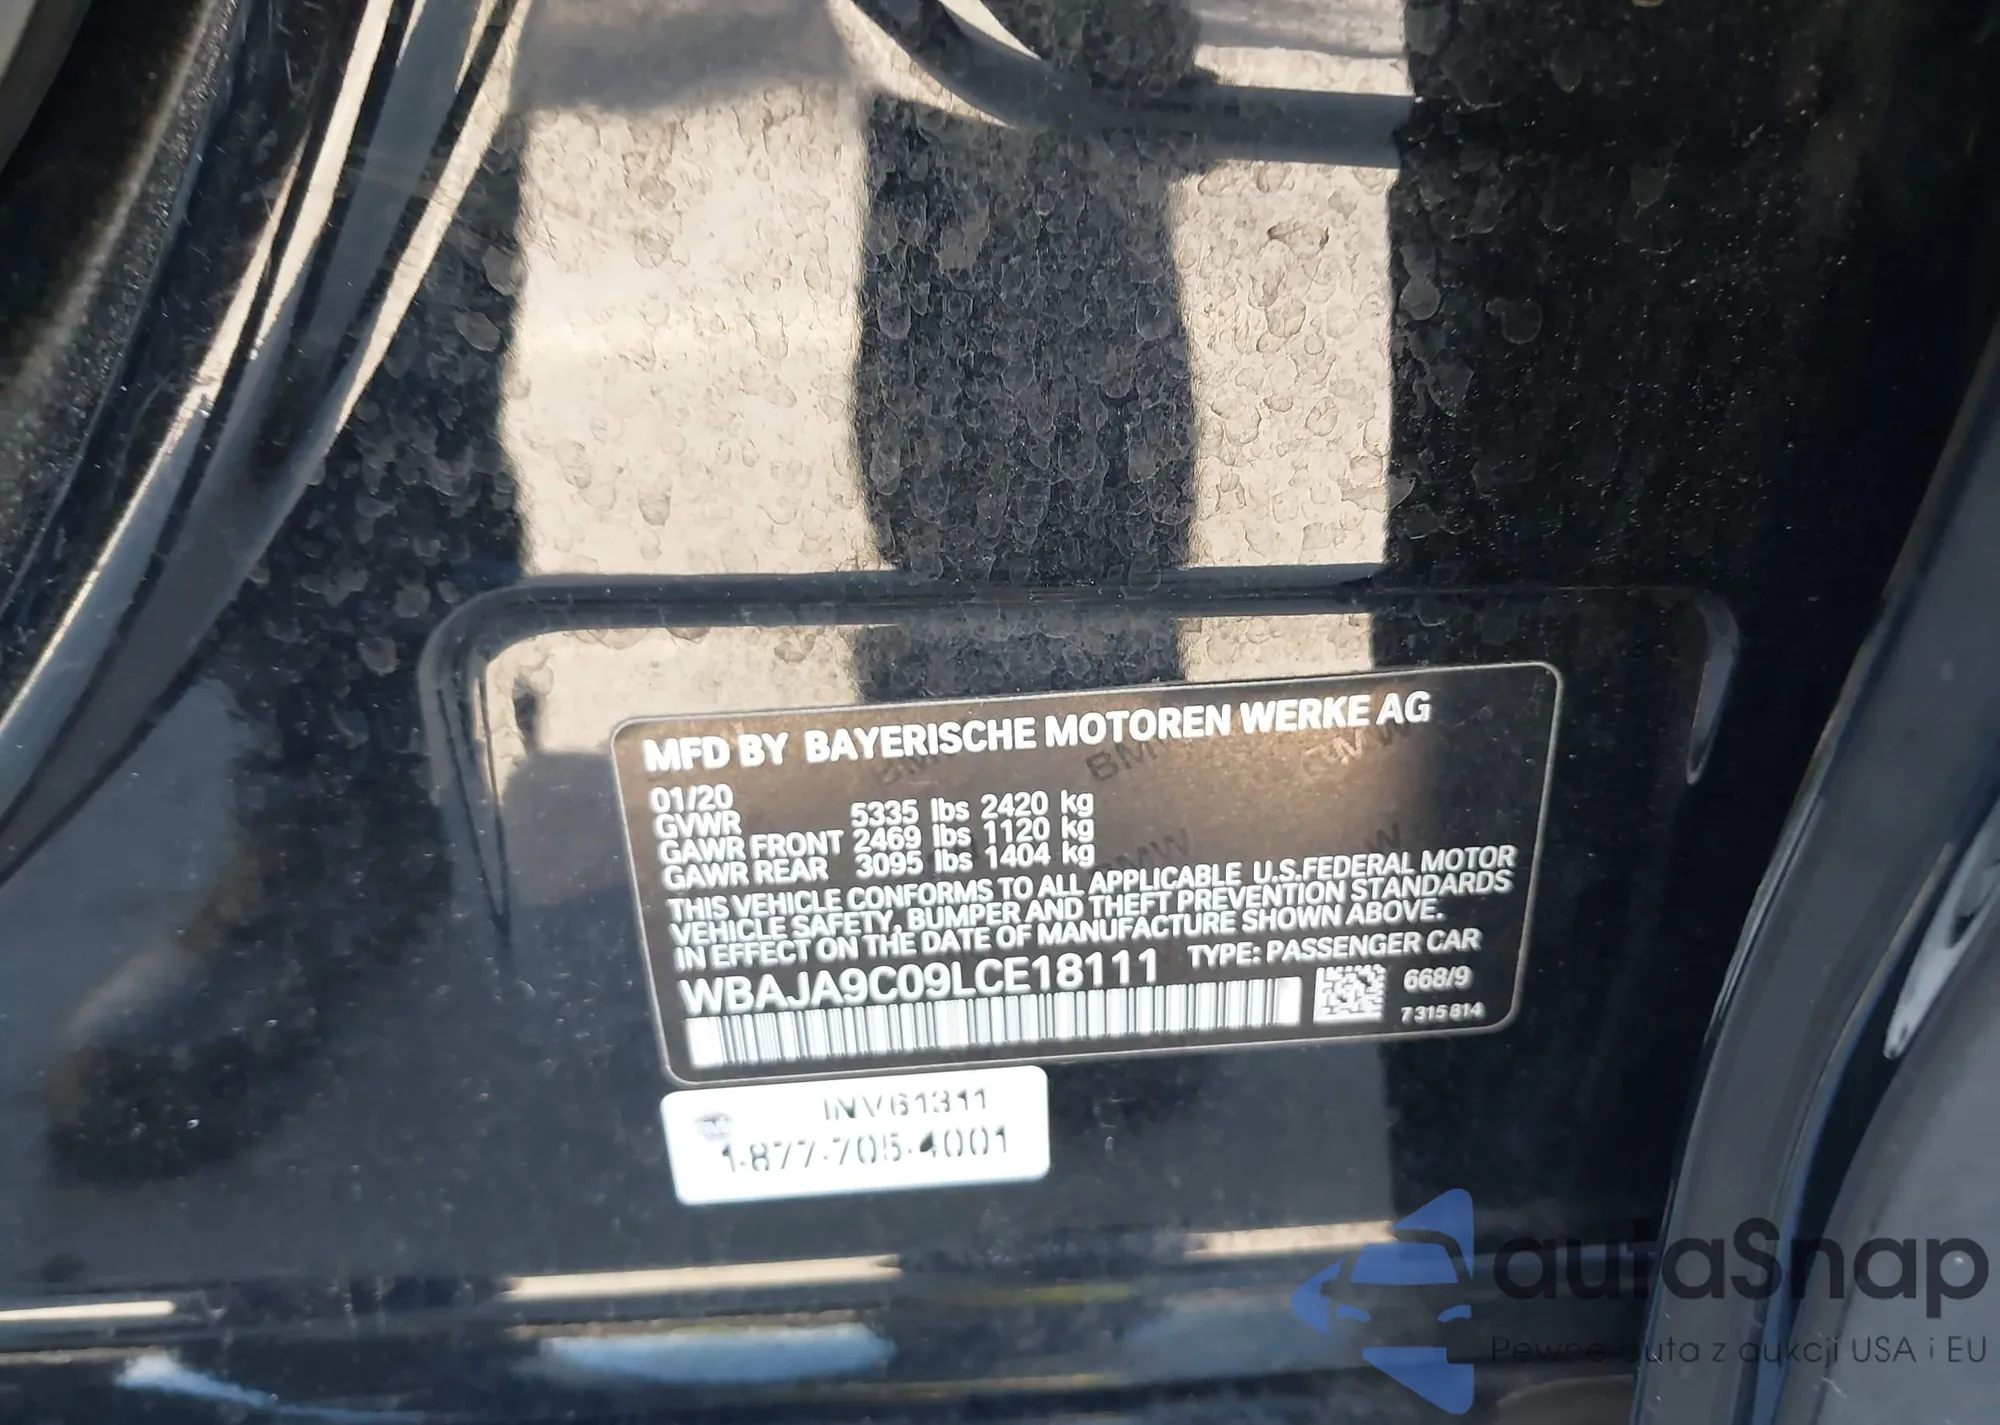 MFD BY BAYERISCHE MOTOREN WERKE AG
01/20
GVWR 5335 lbs 2420 kg
GAWR FRONT 2469 lbs 1120 kg
GAWR REAR 3095 lbs 1404 kg
THIS VEHICLE CONFORMS TO ALL APPLICABLE U.S.FEDERAL MOTOR
VEHICLE SAFETY, BUMPER AND THEFT PREVENTION STANDARDS
IN EFFECT ON THE DATE OF MANUFACTURE SHOWN ABOVE.
WBAJA9C09LCE18111 TYPE: PASSENGER CAR
668/9
7 315 814
INV61311
1-877-705-4001
autaSnap
Pewne auta z aukcji USA i EU